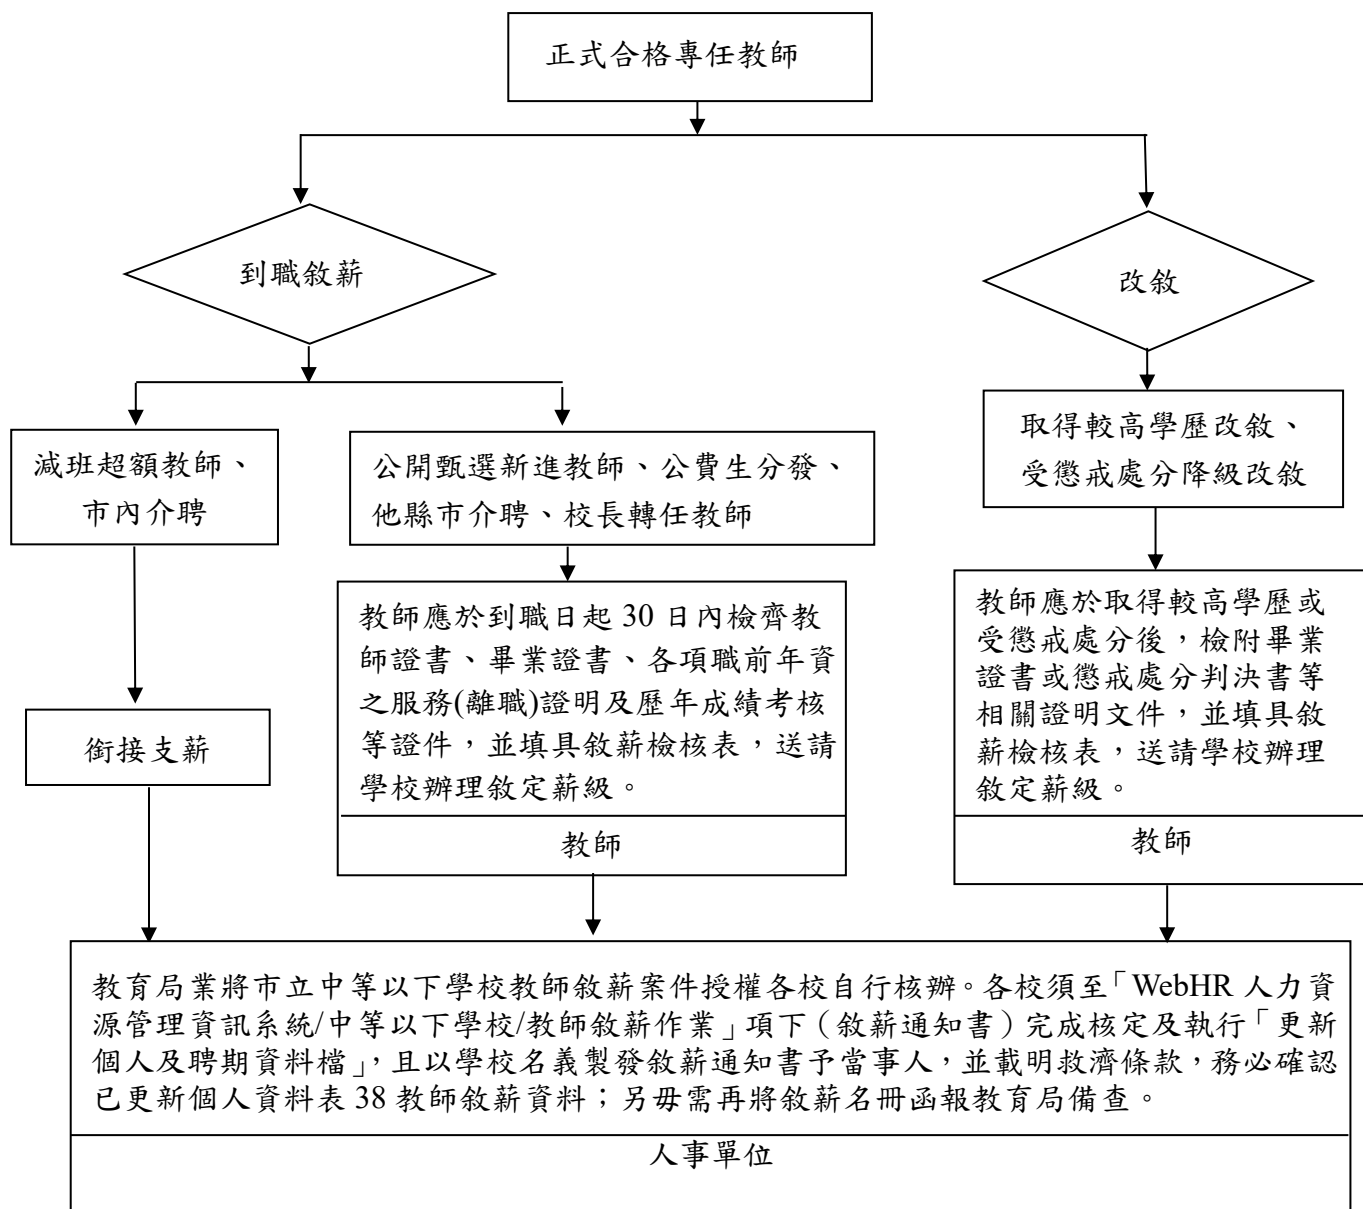 正式合格專任教師
到職敘薪
改敘
減班超額教師、
市內介聘
公開甄選新進教師、公費生分發、
他縣市介聘、校長轉任教師
取得較高學歷改敘、
受懲戒處分降級改敘
銜接支薪
教師應於到職日起 30 日內檢齊教
師證書、畢業證書、各項職前年資
之服務(離職)證明及歷年成績考核
等證件，並填具敘薪檢核表，送請
學校辦理敘定薪級。
教師
教師應於取得較高學歷或
受懲戒處分後，檢附畢業
證書或懲戒處分判決書等
相關證明文件，並填具敘
薪檢核表，送請學校辦理
敘定薪級。
教師
教育局業將市立中等以下學校教師敘薪案件授權各校自行核辦。各校須至「WebHR 人力資
源管理資訊系統/中等以下學校/教師敘薪作業」項下（敘薪通知書）完成核定及執行「更新
個人及聘期資料檔」，且以學校名義製發敘薪通知書予當事人，並載明救濟條款，務必確認
已更新個人資料表 38 教師敘薪資料；另毋需再將敘薪名冊函報教育局備查。
人事單位